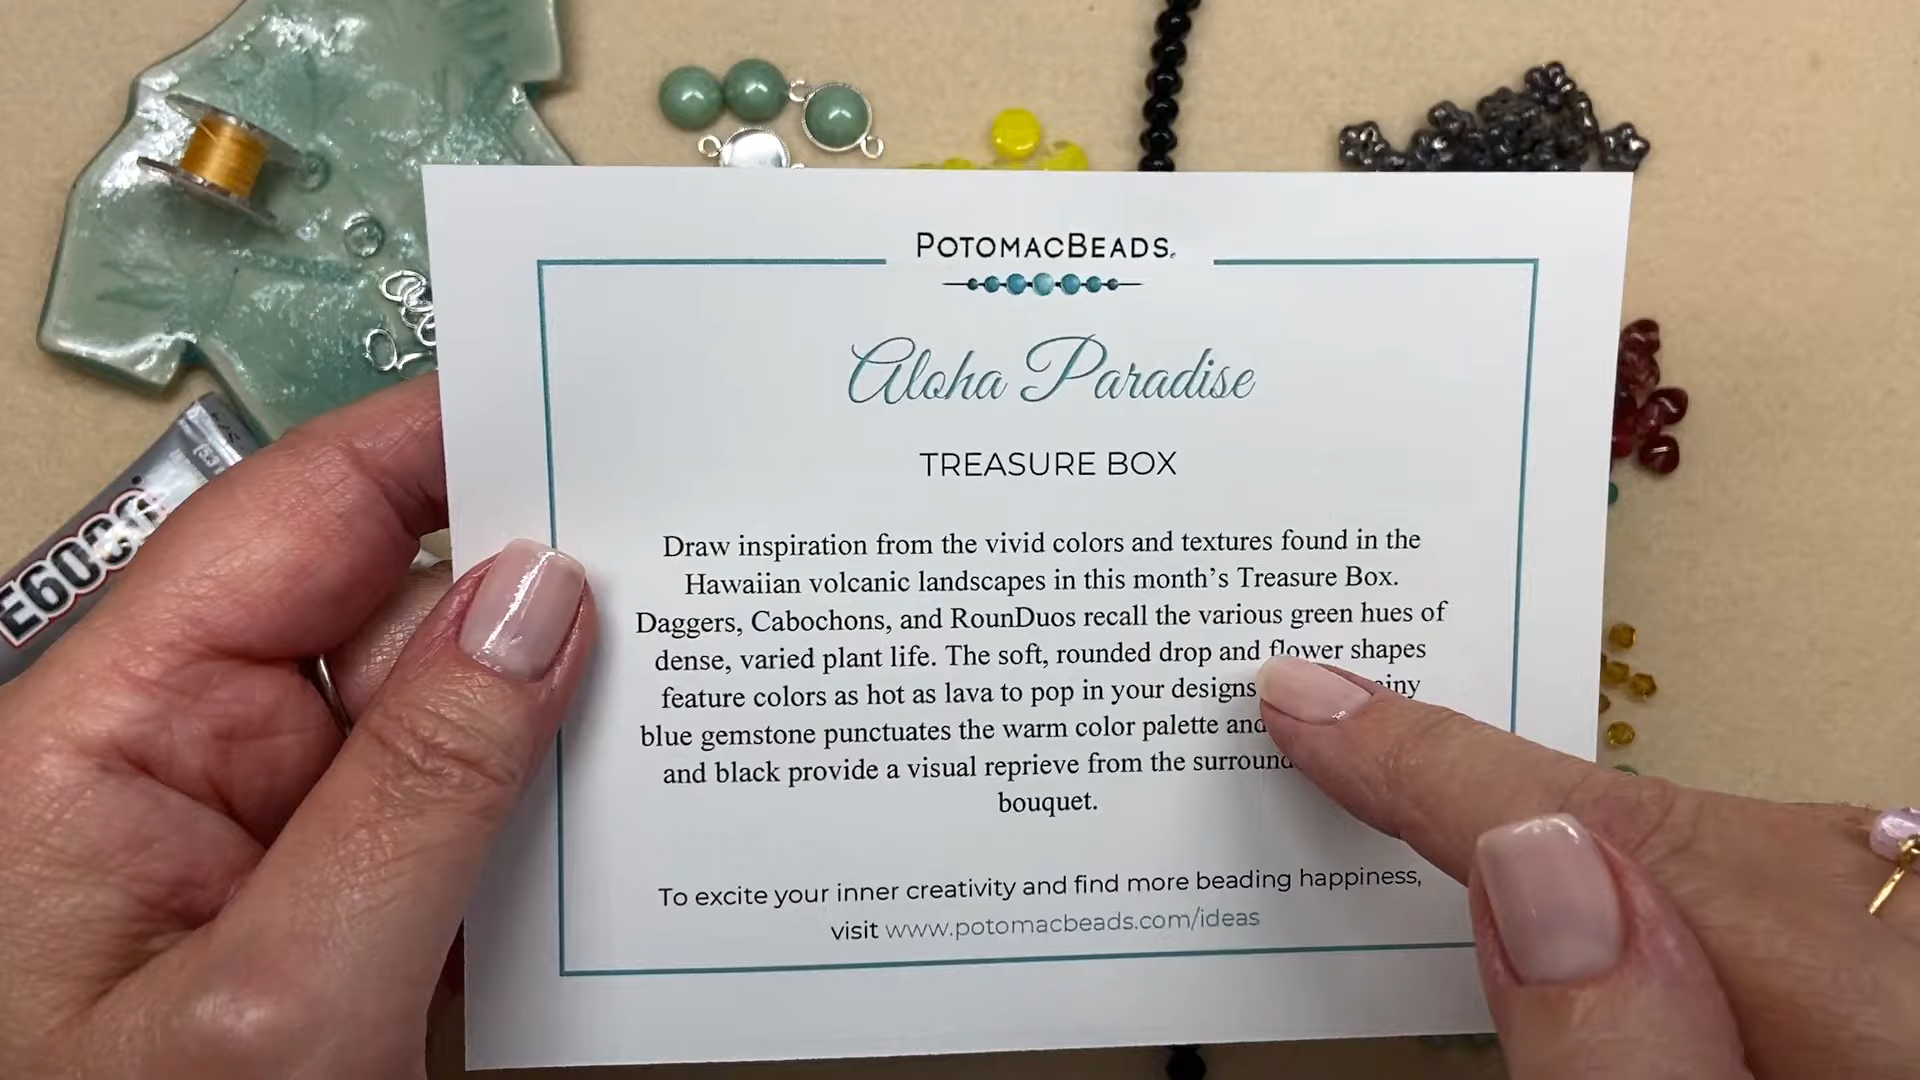 POTOMACBEADS
Aloha Paradise
TREASURE BOX
Draw inspiration from the vivid colors and textures found in the
Hawaiian volcanic landscapes in this month's Treasure Box.
Daggers, Cabochons, and RounDuos recall the various green hues of
dense, varied plant life. The soft, rounded drop and flower shapes
feature colors as hot as lava to pop in your designs
blue gemstone punctuates the warm color palette and
and black provide a visual reprieve from the
bouquet.
To excite your inner creativity and find more beading happiness,
visit www.potomacbeads.com/ideas
E6000